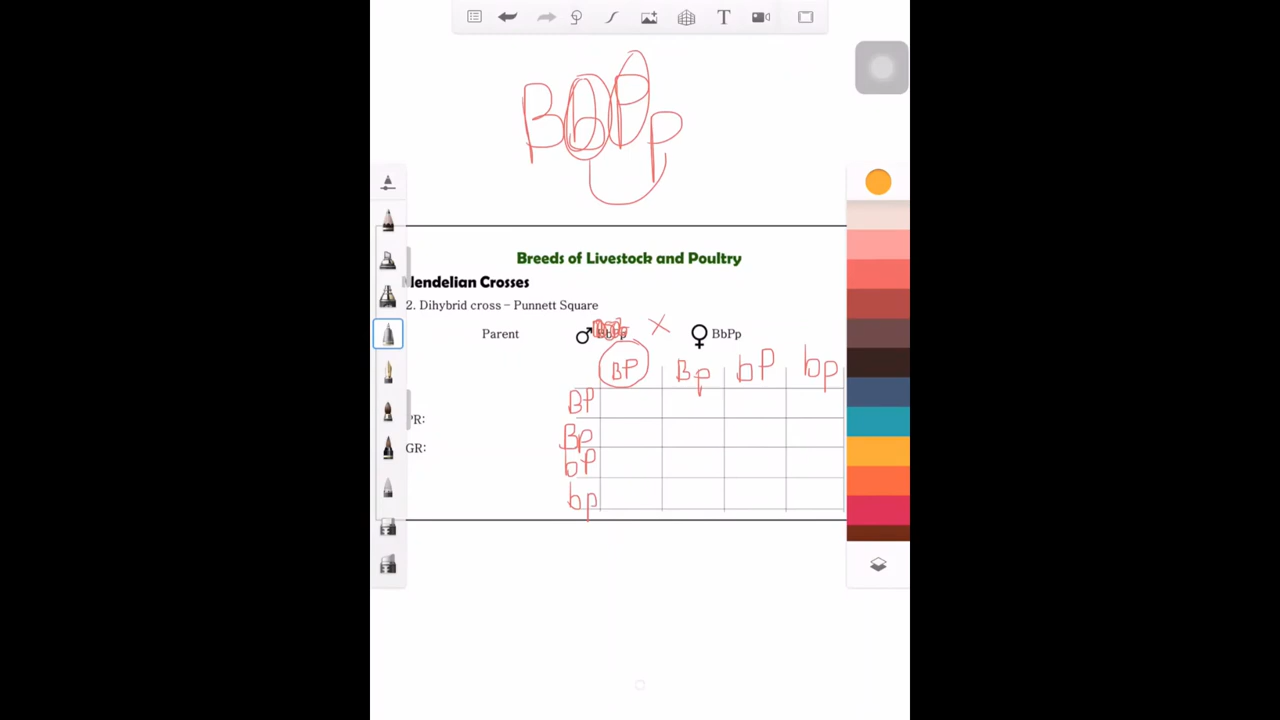 BbPp
Breeds of Livestock and Poultry
Mendelian Crosses
2. Dihybrid cross – Punnett Square
Parent ♂ X ♀ BbPp
BP Bp bP bp
BP
PR:
Bp
GR:
bP
bp
T